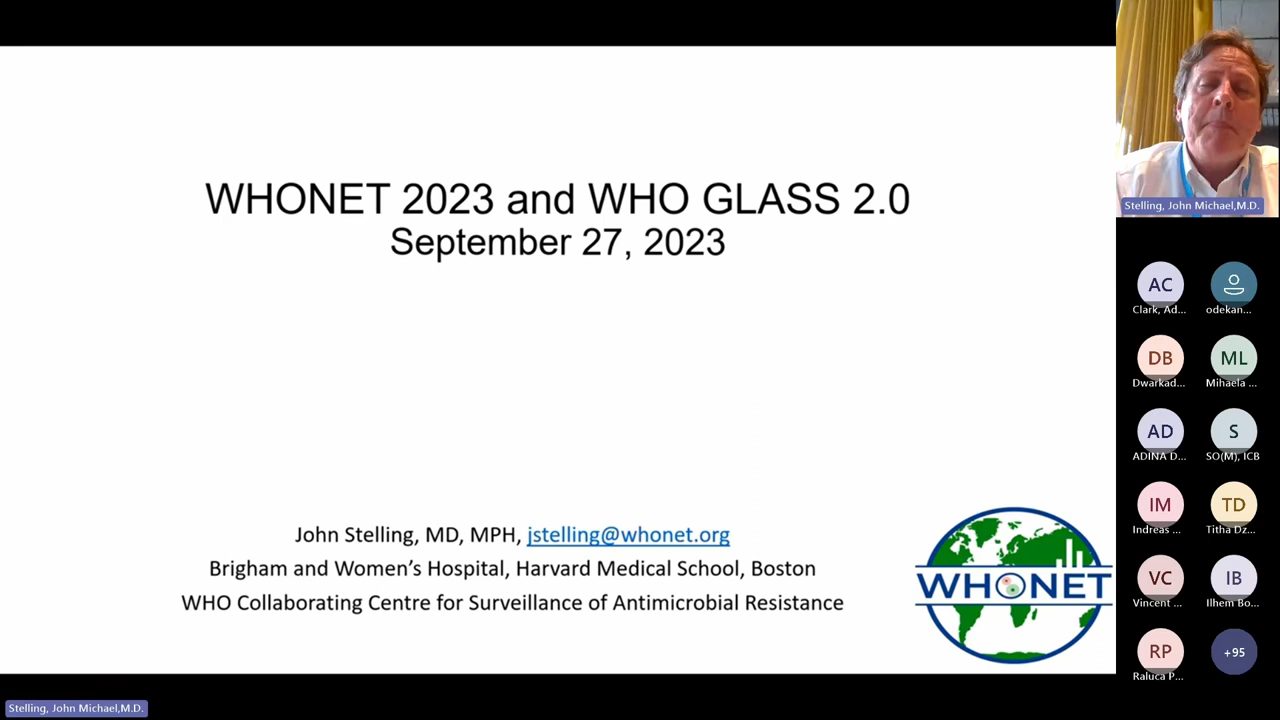 WHONET 2023 and WHO GLASS 2.0
September 27, 2023
John Stelling, MD, MPH, jstelling@whonet.org
Brigham and Women's Hospital, Harvard Medical School, Boston
WHO Collaborating Centre for Surveillance of Antimicrobial Resistance
WHONET
Stelling, John Michael,M.D.
AC
Clark, Ad...
odekan...
DB
Dwarkad...
ML
Mihaela ...
AD
ADINA D...
S
SO(M), ICB
IM
Indreas ...
TD
Titha Dz...
VC
Vincent ...
IB
Ilhem Bo...
RP
Raluca P...
+95
Stelling, John Michael,M.D.